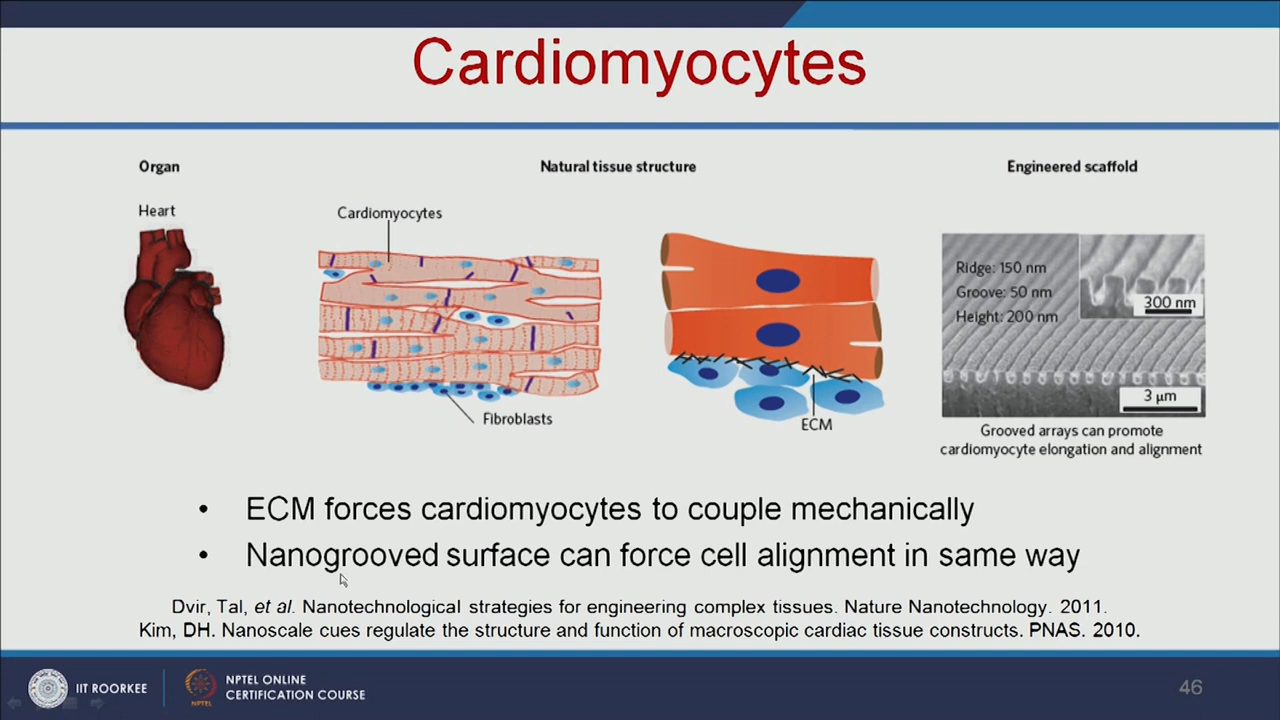 Cardiomyocytes
Organ
Natural tissue structure
Engineered scaffold
Heart
Cardiomyocytes
Fibroblasts
ECM
Ridge: 150 nm
Groove: 50 nm
Height: 200 nm
300 nm
3 µm
Grooved arrays can promote
cardiomyocyte elongation and alignment
• ECM forces cardiomyocytes to couple mechanically
• Nanogrooved surface can force cell alignment in same way
Dvir, Tal, et al. Nanotechnological strategies for engineering complex tissues. Nature Nanotechnology. 2011.
Kim, DH. Nanoscale cues regulate the structure and function of macroscopic cardiac tissue constructs. PNAS. 2010.
IIT ROORKEE
NPTEL
NPTEL ONLINE
CERTIFICATION COURSE
46